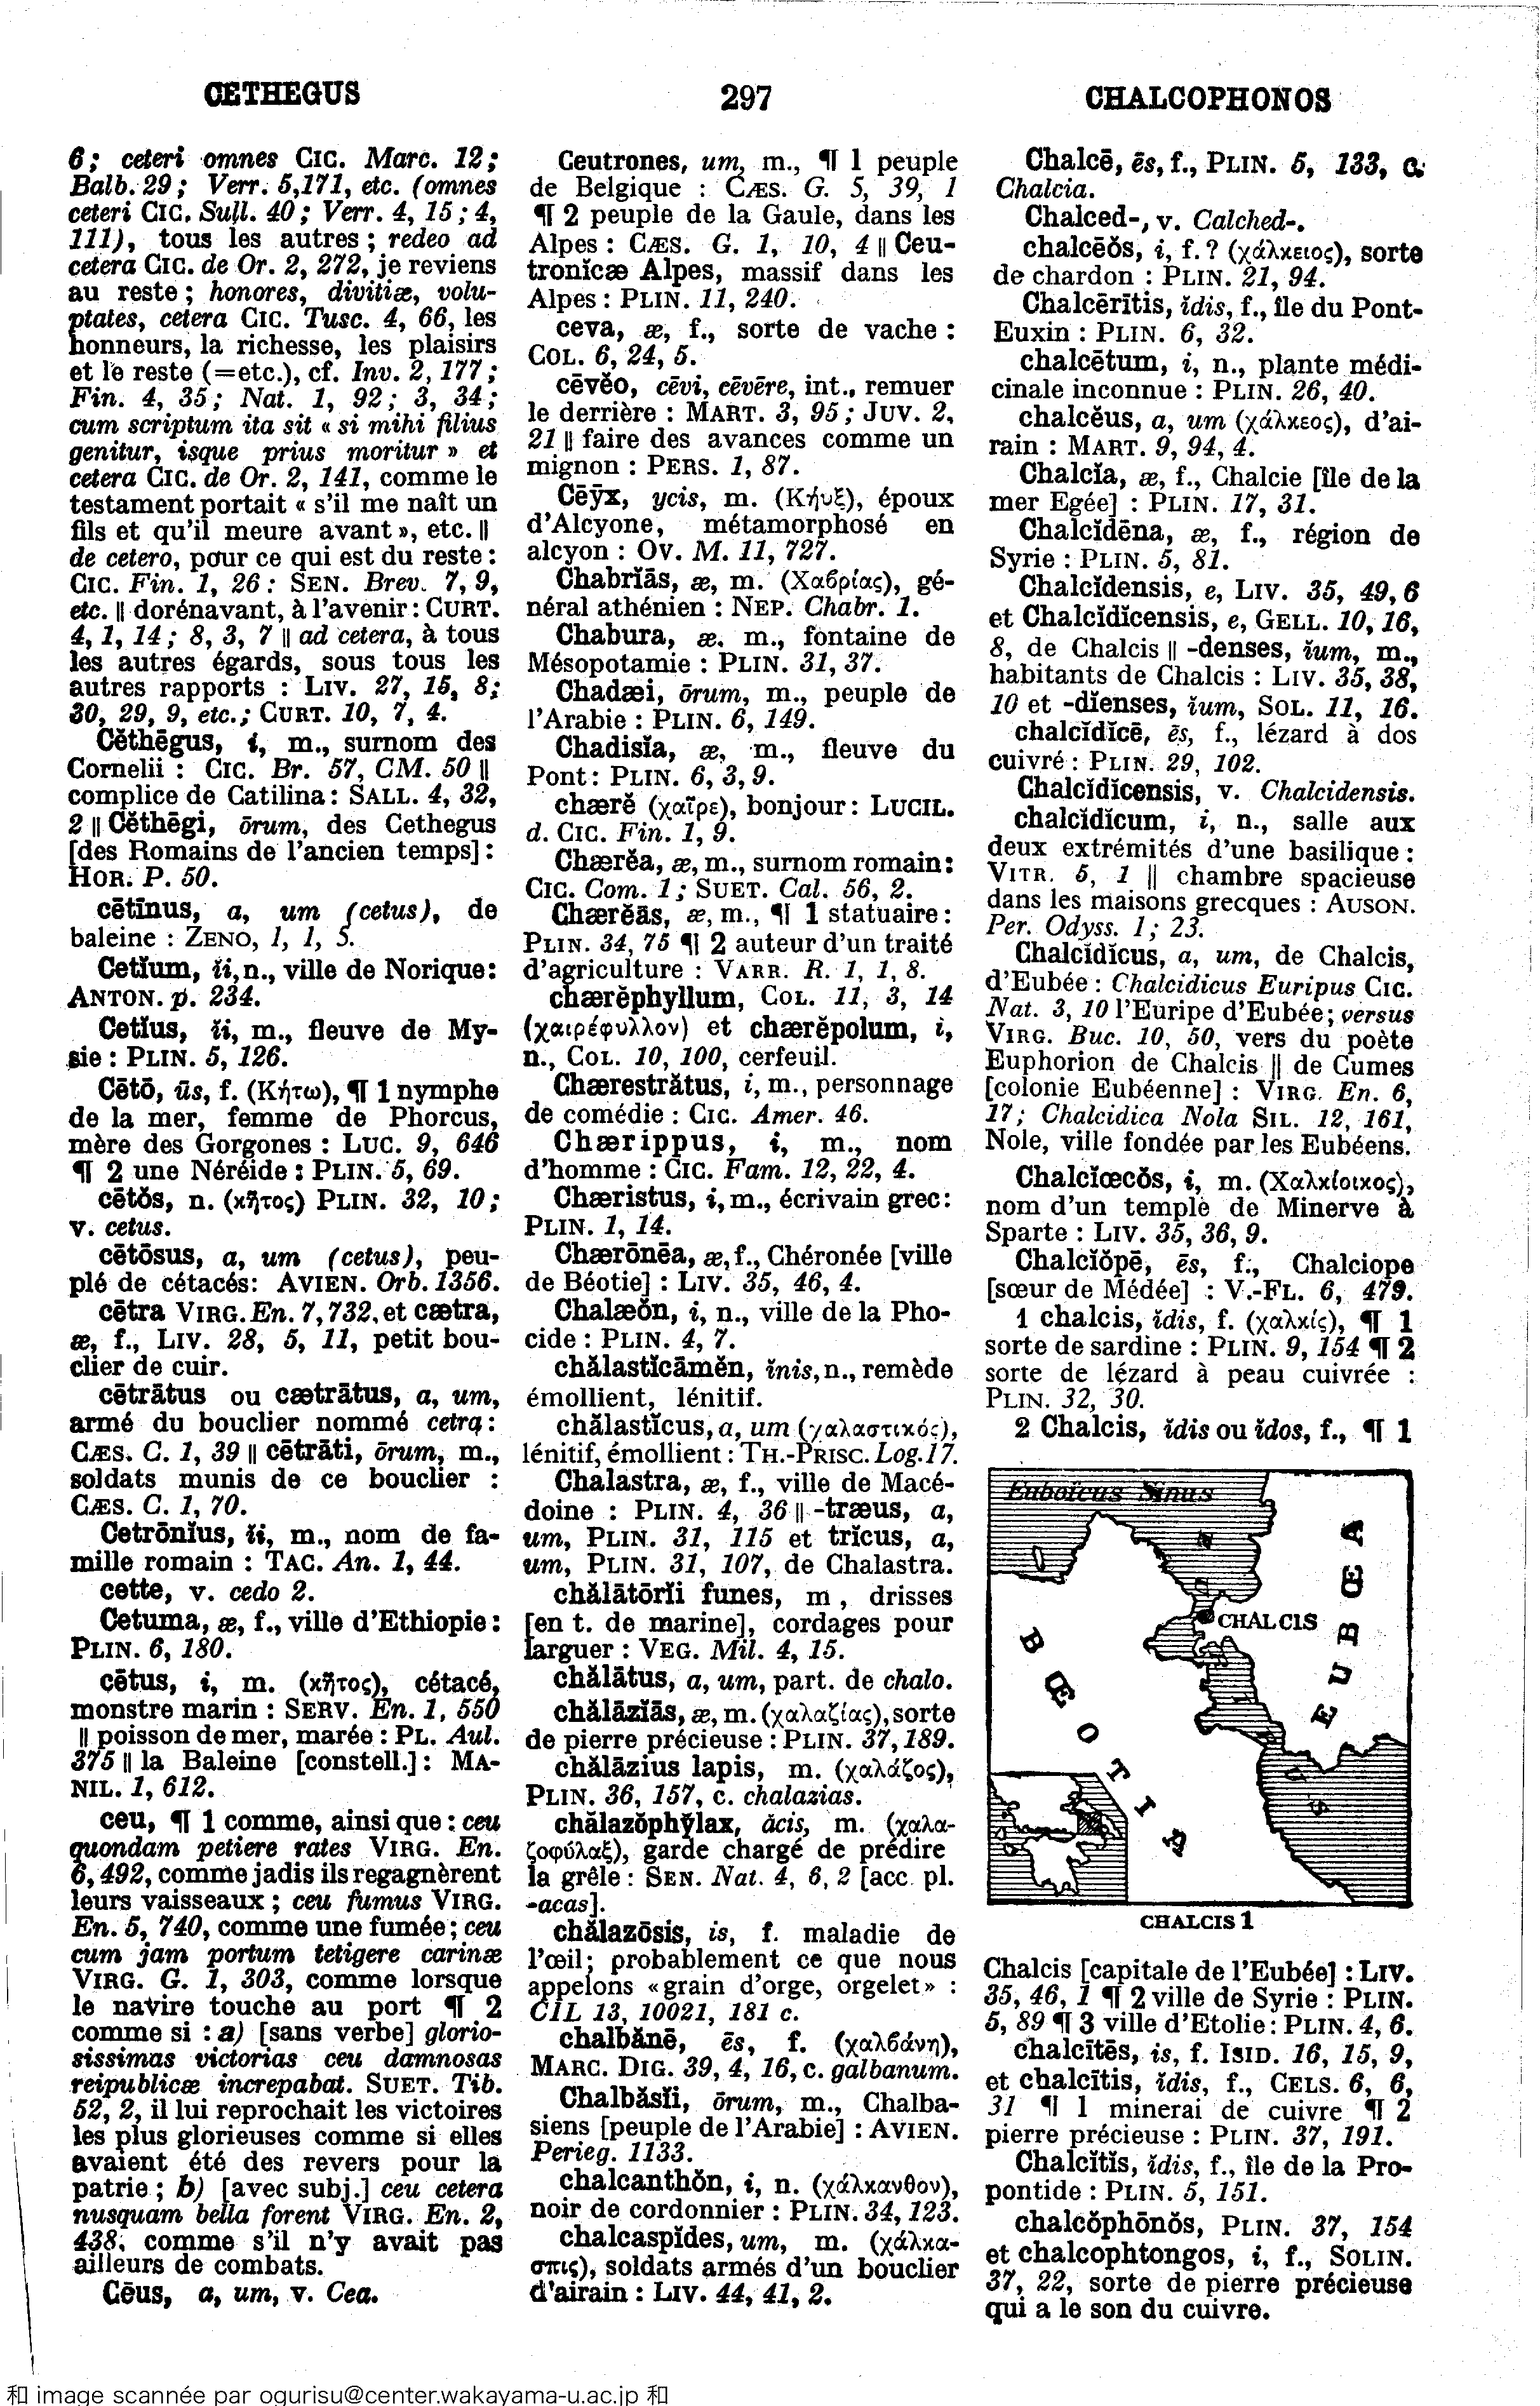 CETHEGUS
297
CHALCOPHONOS
6; ceteri omnes CIC. Marc. 12;
Balb. 29; Verr. 5,171, etc. (omnes
ceteri CIC. Sull. 40; Verr. 4, 15; 4,
111), tous les autres; redeo ad
cetera CIC. de Or. 2, 272, je reviens
au reste; honores, divitiæ, volu-
ptates, cetera CIC. Tusc. 4, 66, les
honneurs, la richesse, les plaisirs
et le reste (=etc.), cf. Inv. 2, 177;
Fin. 4, 35; Nat. 1, 92; 3, 34;
cum scriptum ita sit « si mihi filius
genitur, isque prius moritur » et
cetera CIC. de Or. 2, 141, comme le
testament portait « s'il me naît un
fils et qu'il meure avant », etc. ||
de cetero, pour ce qui est du reste:
CIC. Fin. 1, 26: SEN. Brev. 7, 9,
etc. || dorénavant, à l'avenir: CURT.
4, 1, 14; 8, 3, 7 || ad cetera, à tous
les autres égards, sous tous les
autres rapports : LIV. 27, 15, 8;
30, 29, 9, etc.; CURT. 10, 7, 4.
Cĕthēgus, i, m., surnom des
Cornelii : CIC. Br. 57, CM. 50 ||
complice de Catilina: SALL. 4, 32,
2 || Cĕthēgi, ōrum, des Cethegus
[des Romains de l'ancien temps]:
HOR. P. 50.
cētīnus, a, um (cetus), de
baleine : ZENO, 1, 1, 5.
Cetĭum, ĭi, n., ville de Norique:
ANTON. p. 234.
Cetĭus, ĭi, m., fleuve de My-
sie : PLIN. 5, 126.
Cētō, ūs, f. (Κήτω), ¶ 1 nymphe
de la mer, femme de Phorcus,
mère des Gorgones : LUC. 9, 646
¶ 2 une Néréide : PLIN. 5, 69.
cētŏs, n. (κῆτος) PLIN. 32, 10;
v. cetus.
cētōsus, a, um (cetus), peu-
plé de cétacés: AVIEN. Orb. 1356.
cētra VIRG. En. 7, 732, et cætra,
æ, f., LIV. 28, 5, 11, petit bou-
clier de cuir.
cētrātus ou cætrātus, a, um,
armé du bouclier nommé cetra:
CÆS. C. 1, 39 || cētrāti, ōrum, m.,
soldats munis de ce bouclier :
CÆS. C. 1, 70.
Cetrōnĭus, ĭi, m., nom de fa-
mille romain : TAC. An. 1, 44.
cette, v. cedo 2.
Cetuma, æ, f., ville d'Ethiopie:
PLIN. 6, 180.
cētus, i, m. (κῆτος), cétacé,
monstre marin : SERV. En. 1, 550
|| poisson de mer, marée : PL. Aul.
375 || la Baleine [constell.]: MA-
NIL. 1, 612.
ceu, ¶ 1 comme, ainsi que : ceu
quondam petiere rates VIRG. En.
6, 492, comme jadis ils regagnèrent
leurs vaisseaux; ceu fumus VIRG.
En. 5, 740, comme une fumée; ceu
cum jam portum tetigere carinæ
VIRG. G. 1, 303, comme lorsque
le navire touche au port ¶ 2
comme si : a) [sans verbe] glorio-
sissimas victorias ceu damnosas
reipublicæ increpabat. SUET. Tib.
52, 2, il lui reprochait les victoires
les plus glorieuses comme si elles
avaient été des revers pour la
patrie; b) [avec subj.] ceu cetera
nusquam bella forent VIRG. En. 2,
438, comme s'il n'y avait pas
ailleurs de combats.
Cēus, a, um, v. Cea.
Ceutrones, um, m., ¶ 1 peuple
de Belgique : CÆS. G. 5, 39, 1
¶ 2 peuple de la Gaule, dans les
Alpes : CÆS. G. 1, 10, 4 || Ceu-
tronĭcæ Alpes, massif dans les
Alpes : PLIN. 11, 240.
ceva, æ, f., sorte de vache :
COL. 6, 24, 5.
cēvĕo, cēvi, cēvēre, int., remuer
le derrière : MART. 3, 95; JUV. 2,
21 || faire des avances comme un
mignon : PERS. 1, 87.
Cēȳx, ycis, m. (Κήυξ), époux
d'Alcyone, métamorphosé en
alcyon : OV. M. 11, 727.
Chabrĭās, æ, m. (Χαβρίας), gé-
néral athénien : NEP. Chabr. 1.
Chabura, æ. m., fontaine de
Mésopotamie : PLIN. 31, 37.
Chadæi, ōrum, m., peuple de
l'Arabie : PLIN. 6, 149.
Chadisĭa, æ, m., fleuve du
Pont : PLIN. 6, 3, 9.
chærĕ (χαῖρε), bonjour : LUCIL.
d. CIC. Fin. 1, 9.
Chærĕa, æ, m., surnom romain:
CIC. Com. 1; SUET. Cal. 56, 2.
Chærĕās, æ, m., ¶ 1 statuaire:
PLIN. 34, 75 ¶ 2 auteur d'un traité
d'agriculture : VARR. R. 1, 1, 8.
chærĕphyllum, COL. 11, 3, 14
(χαιρέφυλλον) et chærĕpolum, i,
n., COL. 10, 100, cerfeuil.
Chærestrătus, i, m., personnage
de comédie : CIC. Amer. 46.
Chærippus, i, m., nom
d'homme : CIC. Fam. 12, 22, 4.
Chæristus, i, m., écrivain grec:
PLIN. 1, 14.
Chærōnēa, æ, f., Chéronée [ville
de Béotie] : LIV. 35, 46, 4.
Chalæŏn, i, n., ville de la Pho-
cide : PLIN. 4, 7.
chălasticāmĕn, ĭnis, n., remède
émollient, lénitif.
chălastĭcus, a, um (χαλαστικός),
lénitif, émollient : TH.-PRISC. Log. 17.
Chalastra, æ, f., ville de Macé-
doine : PLIN. 4, 36 || -træus, a,
um, PLIN. 31, 115 et trĭcus, a,
um, PLIN. 31, 107, de Chalastra.
chălātōrĭi funes, m , drisses
[en t. de marine], cordages pour
larguer : VEG. Mil. 4, 15.
chălātus, a, um, part. de chalo.
chălāzĭās, æ, m. (χαλαζίας), sorte
de pierre précieuse : PLIN. 37, 189.
chălāzius lapis, m. (χαλάζος),
PLIN. 36, 157, c. chalazias.
chălazŏphy̆lax, ăcis, m. (χαλα-
ζοφύλαξ), garde chargé de prédire
la grêle : SEN. Nat. 4, 6, 2 [acc. pl.
-acas].
chălazōsis, is, f. maladie de
l'œil; probablement ce que nous
appelons «grain d'orge, orgelet» :
CIL 13, 10021, 181 c.
chalbănē, ēs, f. (χαλβάνη),
MARC. DIG. 39, 4, 16, c. galbanum.
Chalbăsĭi, ōrum, m., Chalba-
siens [peuple de l'Arabie] : AVIEN.
Perieg. 1133.
chalcanthŏn, i, n. (χάλκανθον),
noir de cordonnier : PLIN. 34, 123.
chalcaspĭdes, um, m. (χάλκα-
σπις), soldats armés d'un bouclier
d'airain : LIV. 44, 41, 2.
Chalcē, ēs, f., PLIN. 5, 133, c.
Chalcia.
Chalced-, v. Calched-.
chalcēŏs, i, f. ? (χάλκειος), sorte
de chardon : PLIN. 21, 94.
Chalcērītis, ĭdis, f., île du Pont-
Euxin : PLIN. 6, 32.
chalcētum, i, n., plante médi-
cinale inconnue : PLIN. 26, 40.
chalcĕus, a, um (χάλκεος), d'ai-
rain : MART. 9, 94, 4.
Chalcĭa, æ, f., Chalcie [île de la
mer Egée] : PLIN. 17, 31.
Chalcĭdēna, æ, f., région de
Syrie : PLIN. 5, 81.
Chalcĭdensis, e, LIV. 35, 49, 6
et Chalcĭdĭcensis, e, GELL. 10, 16,
8, de Chalcis || -denses, ĭum, m.,
habitants de Chalcis : LIV. 35, 38,
10 et -dĭenses, ĭum, SOL. 11, 16.
chalcĭdĭcē, ēs, f., lézard à dos
cuivré : PLIN. 29, 102.
Chalcĭdĭcensis, v. Chalcidensis.
chalcĭdĭcum, i, n., salle aux
deux extrémités d'une basilique :
VITR. 5, 1 || chambre spacieuse
dans les maisons grecques : AUSON.
Per. Odyss. 1; 23.
Chalcĭdĭcus, a, um, de Chalcis,
d'Eubée : Chalcidicus Euripus CIC.
Nat. 3, 10 l'Euripe d'Eubée; versus
VIRG. Buc. 10, 50, vers du poète
Euphorion de Chalcis || de Cumes
[colonie Eubéenne] : VIRG. En. 6,
17; Chalcidica Nola SIL. 12, 161,
Nole, ville fondée par les Eubéens.
Chalcĭœcŏs, i, m. (Χαλκίοικος),
nom d'un temple de Minerve à
Sparte : LIV. 35, 36, 9.
Chalcĭŏpē, ēs, f., Chalciope
[sœur de Médée] : V.-FL. 6, 479.
1 chalcis, ĭdis, f. (χαλκίς), ¶ 1
sorte de sardine : PLIN. 9, 154 ¶ 2
sorte de lézard à peau cuivrée :
PLIN. 32, 30.
2 Chalcis, ĭdis ou ĭdos, f., ¶ 1
Euboicus Sinus
CHALCIS
EUBŒA
BŒOTIA
CHALCIS 1
Chalcis [capitale de l'Eubée] : LIV.
35, 46, 1 ¶ 2 ville de Syrie : PLIN.
5, 89 ¶ 3 ville d'Etolie : PLIN. 4, 6.
chalcītēs, is, f. ISID. 16, 15, 9,
et chalcītis, ĭdis, f., CELS. 6, 6,
31 ¶ 1 minerai de cuivre ¶ 2
pierre précieuse : PLIN. 37, 191.
Chalcĭtĭs, ĭdis, f., île de la Pro-
pontide : PLIN. 5, 151.
chalcŏphōnŏs, PLIN. 37, 154
et chalcophtongos, i, f., SOLIN.
37, 22, sorte de pierre précieuse
qui a le son du cuivre.
和 image scannée par ogurisu@center.wakayama-u.ac.jp 和